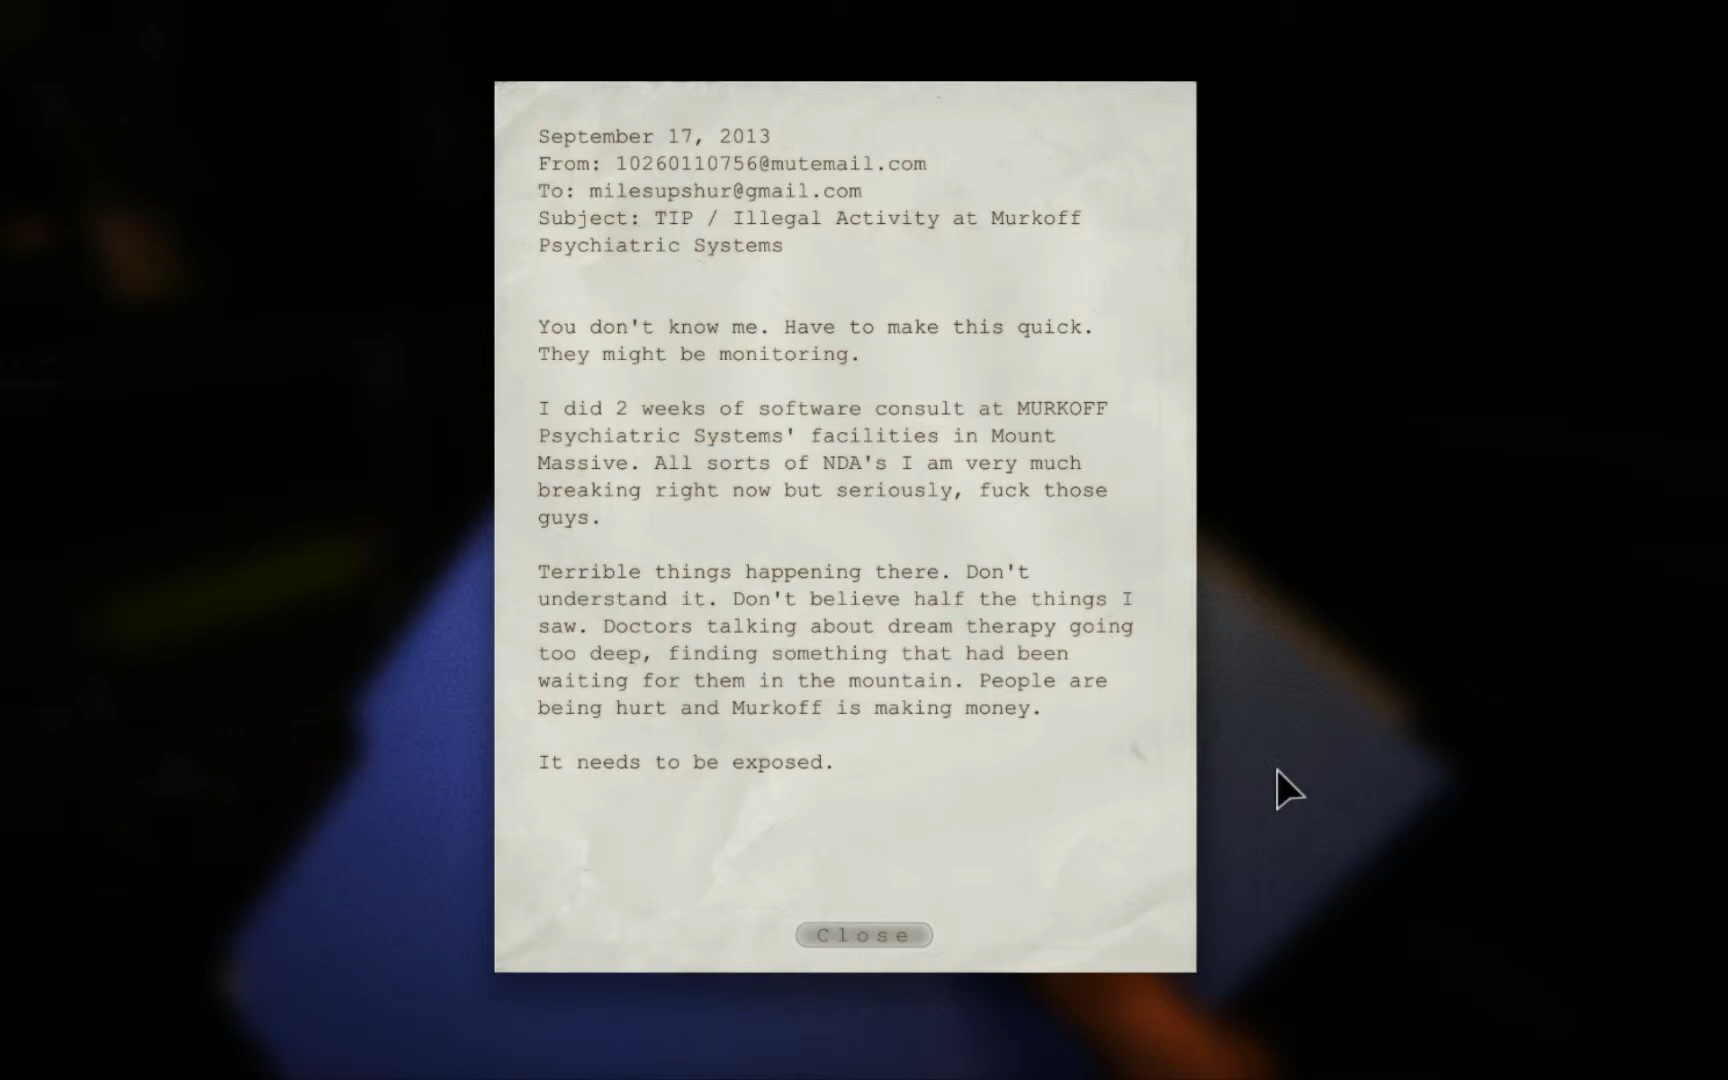 September 17, 2013
From: 10260110756@mutemail.com
To: milesupshur@gmail.com
Subject: TIP / Illegal Activity at Murkoff
Psychiatric Systems
You don't know me. Have to make this quick.
They might be monitoring.
I did 2 weeks of software consult at MURKOFF
Psychiatric Systems' facilities in Mount
Massive. All sorts of NDA's I am very much
breaking right now but seriously, fuck those
guys.
Terrible things happening there. Don't
understand it. Don't believe half the things I
saw. Doctors talking about dream therapy going
too deep, finding something that had been
waiting for them in the mountain. People are
being hurt and Murkoff is making money.
It needs to be exposed.
Close